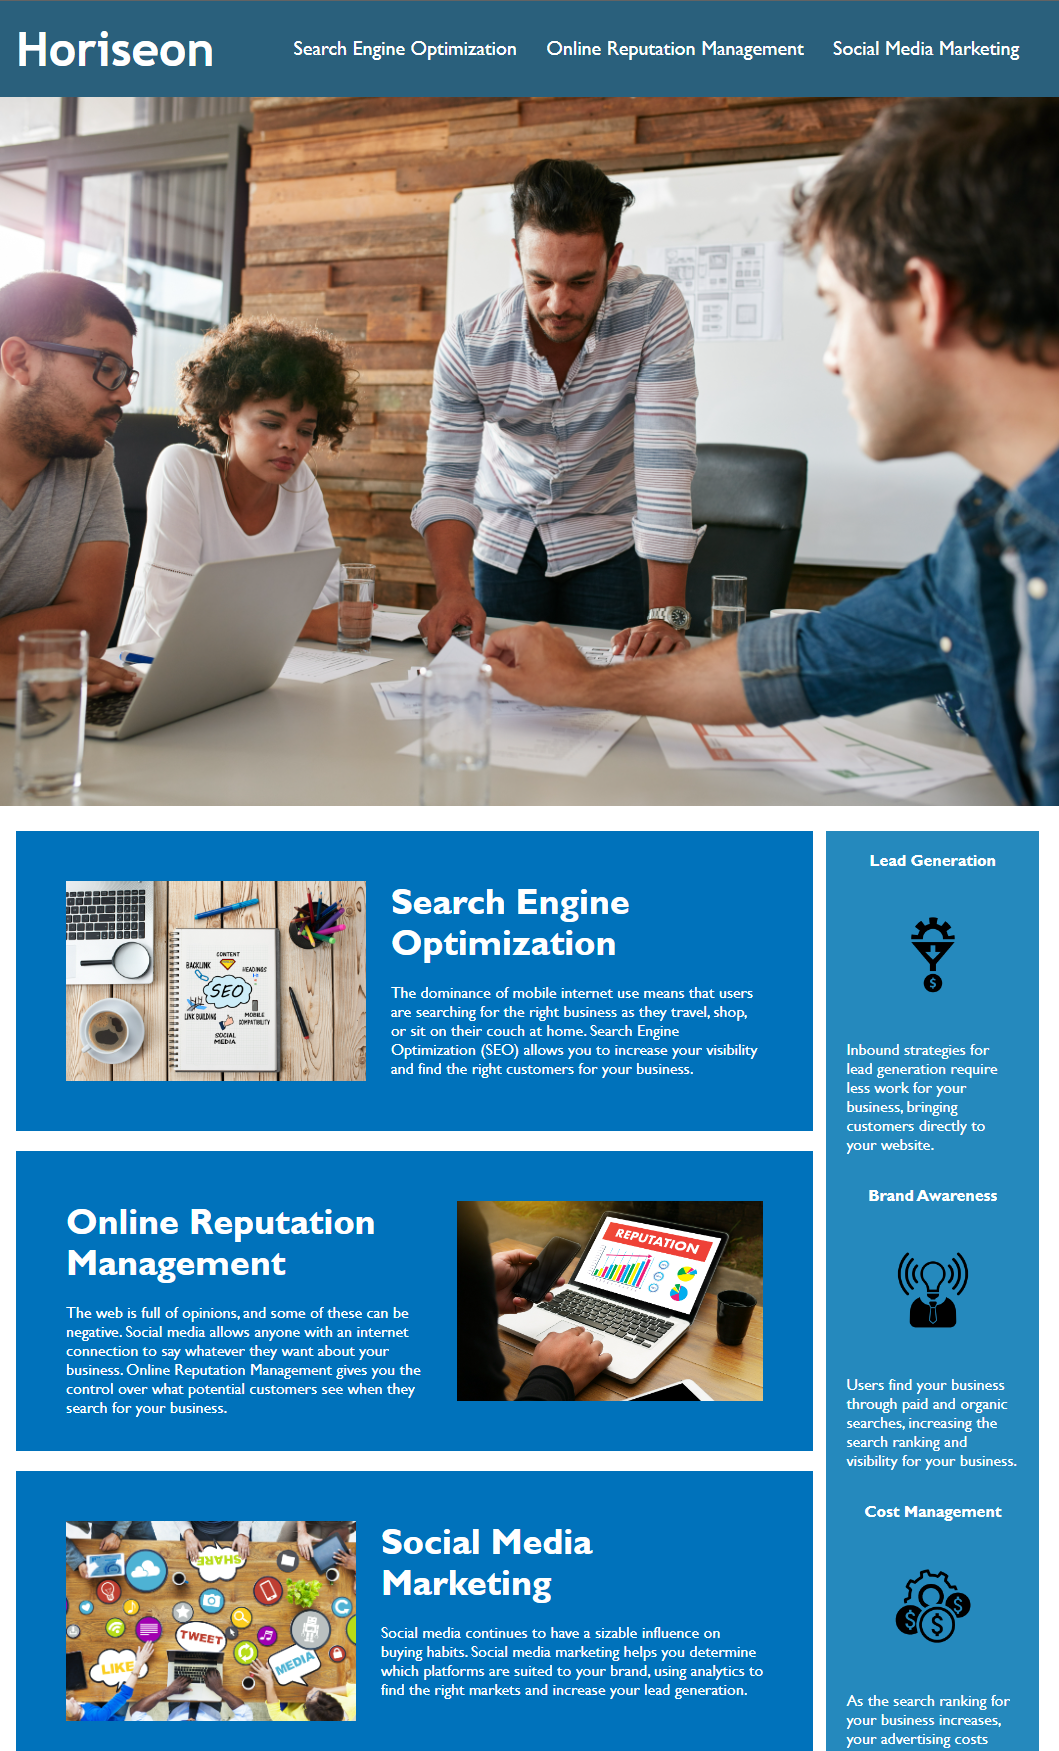 Horiseon
Search Engine Optimization
Online Reputation Management
Social Media Marketing
CONTENT
BACKLINK
HEADINGS
SEO
LINK BUILDING
MOBILE
COMPATIBILITY
SOCIAL
MEDIA
Search Engine
Optimization
The dominance of mobile internet use means that users
are searching for the right business as they travel, shop,
or sit on their couch at home. Search Engine
Optimization (SEO) allows you to increase your visibility
and find the right customers for your business.
Online Reputation
Management
The web is full of opinions, and some of these can be
negative. Social media allows anyone with an internet
connection to say whatever they want about your
business. Online Reputation Management gives you the
control over what potential customers see when they
search for your business.
REPUTATION
SHARE
TWEET
LIKE
MEDIA
Social Media
Marketing
Social media continues to have a sizable influence on
buying habits. Social media marketing helps you determine
which platforms are suited to your brand, using analytics to
find the right markets and increase your lead generation.
Lead Generation
$
Inbound strategies for
lead generation require
less work for your
business, bringing
customers directly to
your website.
Brand Awareness
Users find your business
through paid and organic
searches, increasing the
search ranking and
visibility for your business.
Cost Management
$ $ $
As the search ranking for
your business increases,
your advertising costs